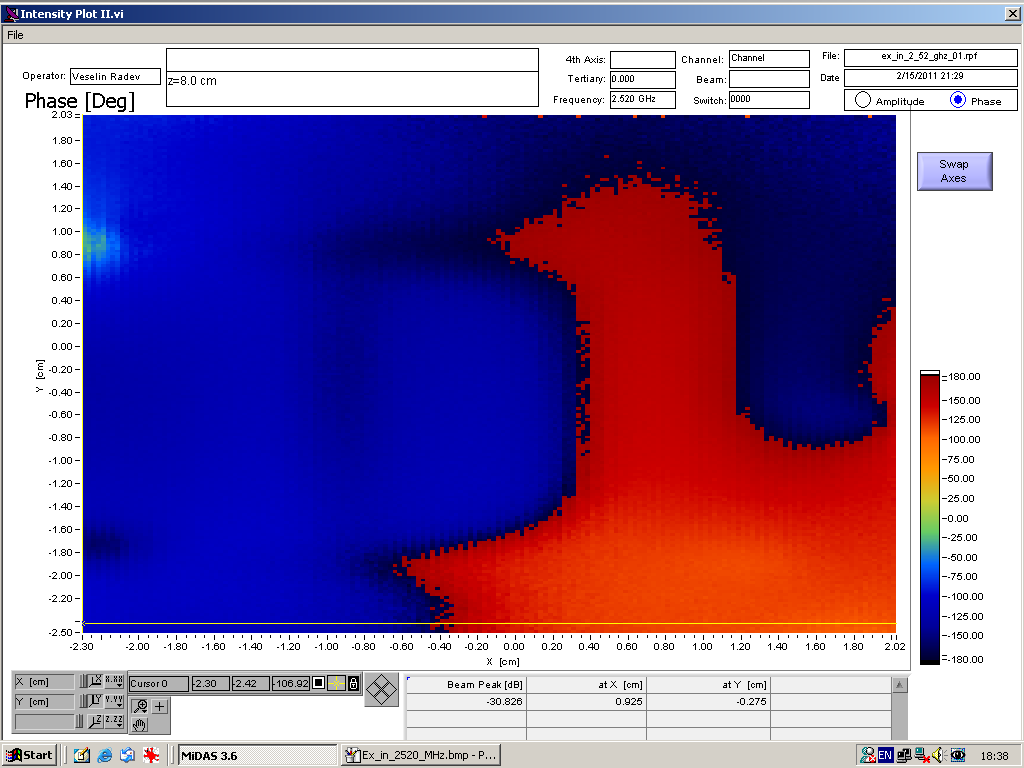 Intensity Plot II.vi
File
Operator: Veselin Radev
z=8.0 cm
4th Axis:
Channel: Channel
File: ex_in_2_52_ghz_01.rpf
Tertiary: 0.000
Beam:
Date 2/15/2011 21:29
Frequency: 2.520 GHz
Switch: 0000
Amplitude Phase
Phase [Deg]
2.03
1.80
1.60
1.40
1.20
1.00
0.80
0.60
0.40
0.20
0.00
-0.20
-0.40
-0.60
-0.80
-1.00
-1.20
-1.40
-1.60
-1.80
-2.00
-2.20
-2.50
Y [cm]
-2.30 -2.00 -1.80 -1.60 -1.40 -1.20 -1.00 -0.80 -0.60 -0.40 -0.20 0.00 0.20 0.40 0.60 0.80 1.00 1.20 1.40 1.60 1.80 2.02
X [cm]
Swap
Axes
180.00
150.00
125.00
100.00
75.00
50.00
25.00
0.00
-25.00
-50.00
-75.00
-100.00
-125.00
-150.00
-180.00
X [cm] X X.XX
Y [cm] Y Y.YY
Z Z.ZZ
Cursor 0 -2.30 -2.42 -106.92
Beam Peak [dB] at X [cm] at Y [cm]
-30.826 0.925 -0.275
Start
MiDAS 3.6
Ex_in_2520_MHz.bmp - P...
EN
18:38